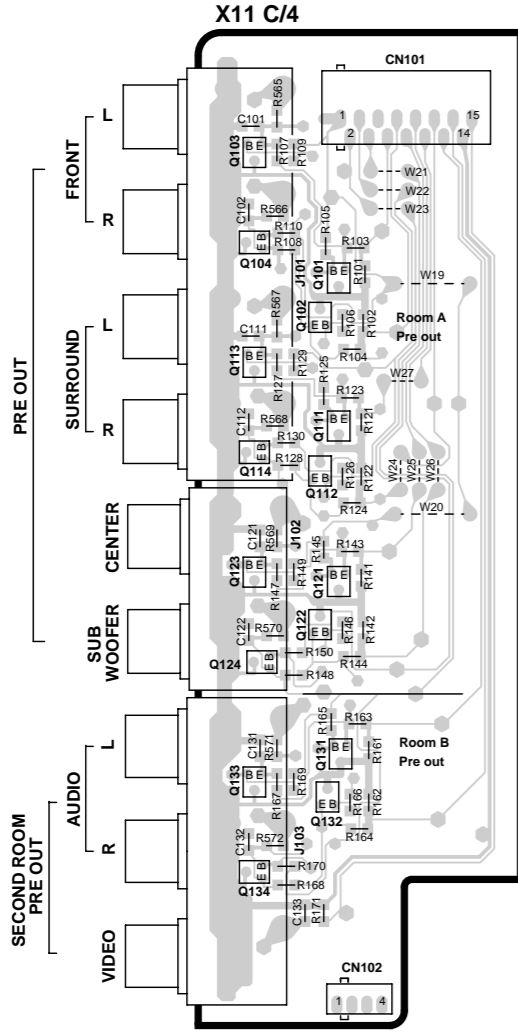 X11 C/4
CN101
R565
C101
L
1
15
Q103
B E
R107
R109
2
14
FRONT
W21
W22
W23
C102
R566
R105
R
R110
R103
R108
E B
Q104
J101
Q101
B E
R101
W19
R567
Q102
L
C111
E B
R106
R102
Room A
Pre out
Q113
B E
R129
R104
R127
R125
W27
SURROUND
R123
PRE OUT
C112
R568
Q111
B E
R121
R
R130
E B
R128
Q114
W24
W25
W26
E B
R126
R122
Q112
R124
W20
CENTER
C121
R569
J102
R145
R143
Q123
B E
R149
Q121
B E
R141
R147
Q122
C122
R570
E B
R146
R142
SUB
WOOFER
Q124
E B
R150
R144
R148
R165
R163
L
C131
R571
Q131
B E
R161
Room B
Pre out
Q133
B E
R169
R167
AUDIO
E B
R166
R162
Q132
C132
R572
J103
R164
R
R170
E B
R168
Q134
SECOND ROOM
PRE OUT
C133
R171
VIDEO
CN102
1
4